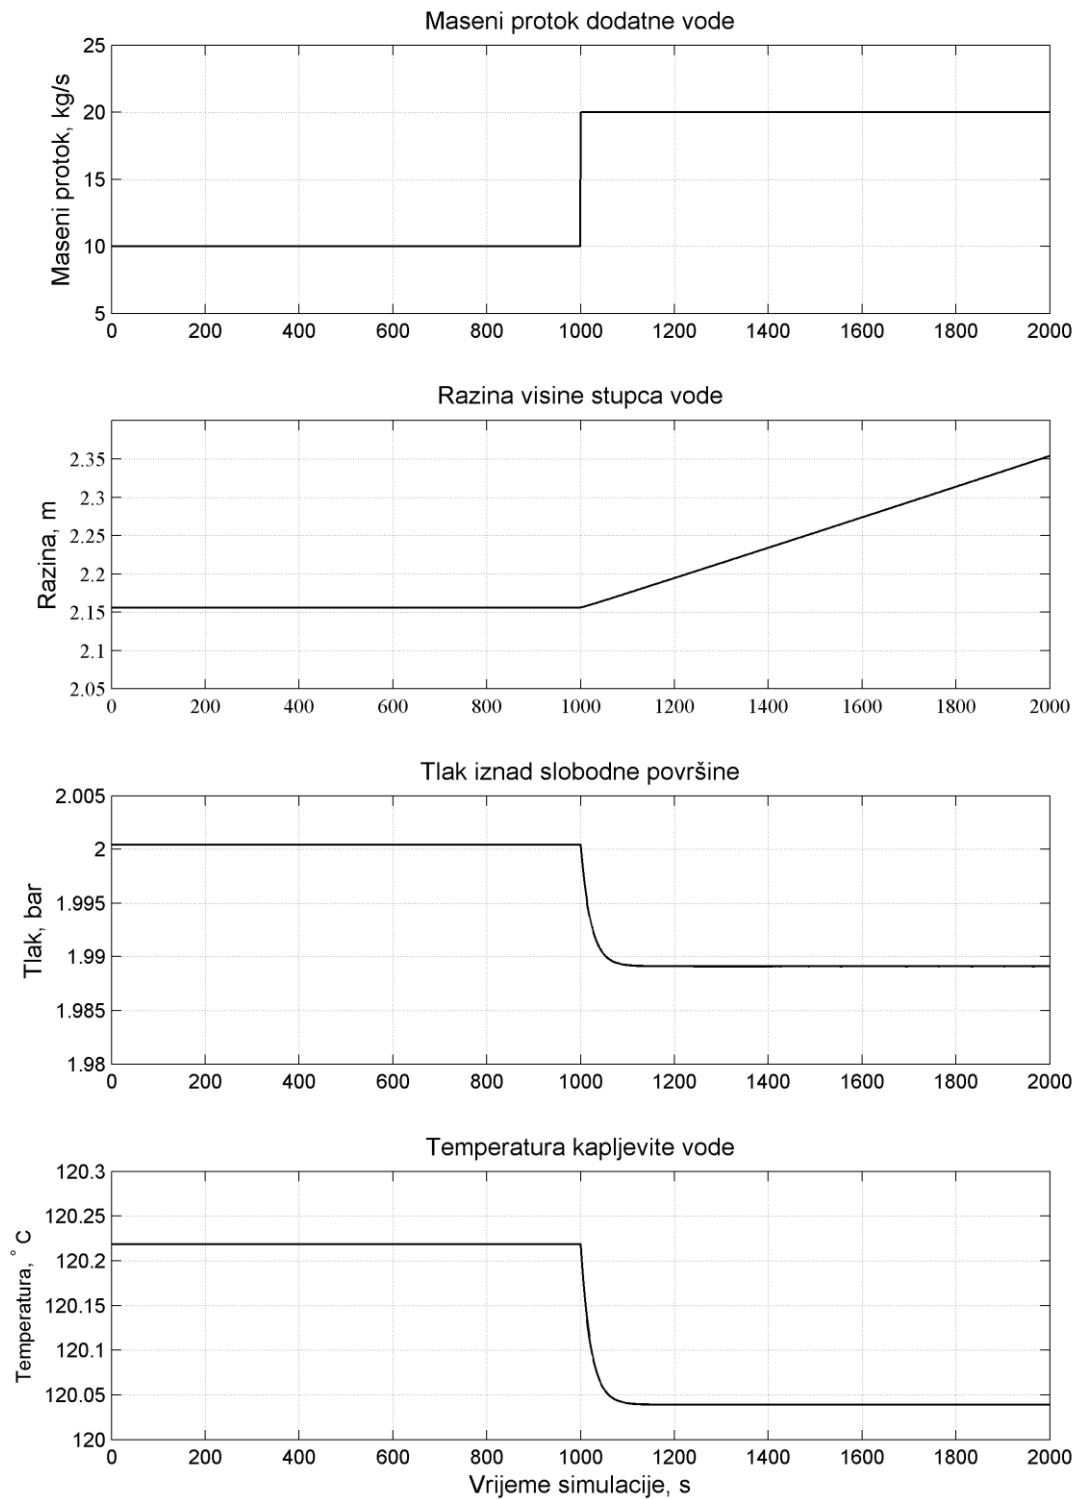 Maseni protok dodatne vode
25
20
15
10
5
Maseni protok, kg/s
0 200 400 600 800 1000 1200 1400 1600 1800 2000
Razina visine stupca vode
2.35
2.3
2.25
2.2
2.15
2.1
2.05
Razina, m
0 200 400 600 800 1000 1200 1400 1600 1800 2000
Tlak iznad slobodne površine
2.005
2
1.995
1.99
1.985
1.98
Tlak, bar
0 200 400 600 800 1000 1200 1400 1600 1800 2000
Temperatura kapljevite vode
120.3
120.25
120.2
120.15
120.1
120.05
120
Temperatura, °C
0 200 400 600 800 1000 1200 1400 1600 1800 2000
Vrijeme simulacije, s